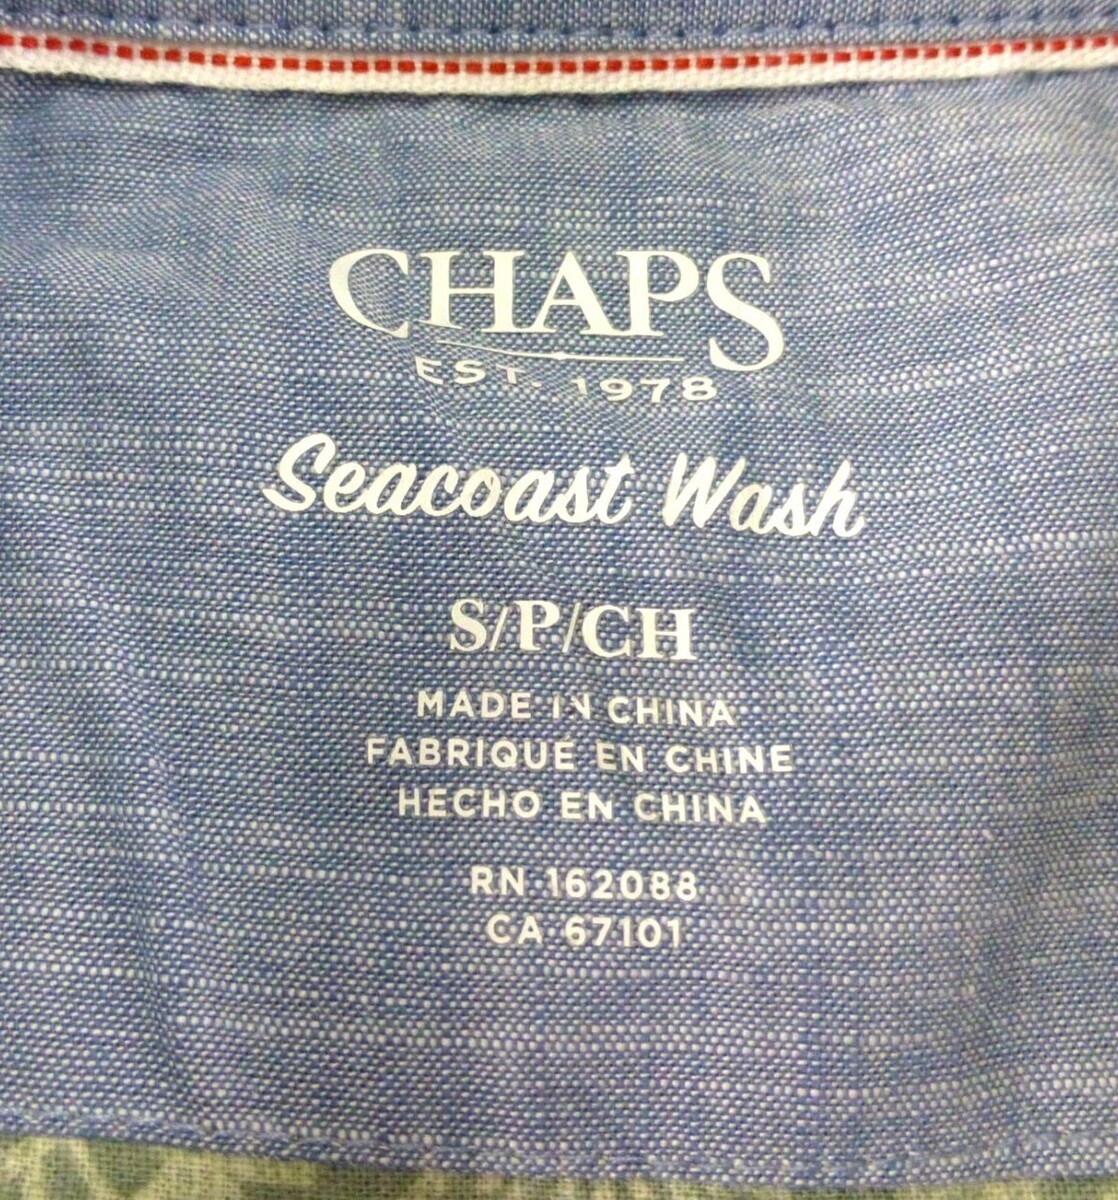 CHAPS
EST. 1978
Seacoast Wash
S/P/CH
MADE IN CHINA
FABRIQUÉ EN CHINE
HECHO EN CHINA
RN 162088
CA 67101